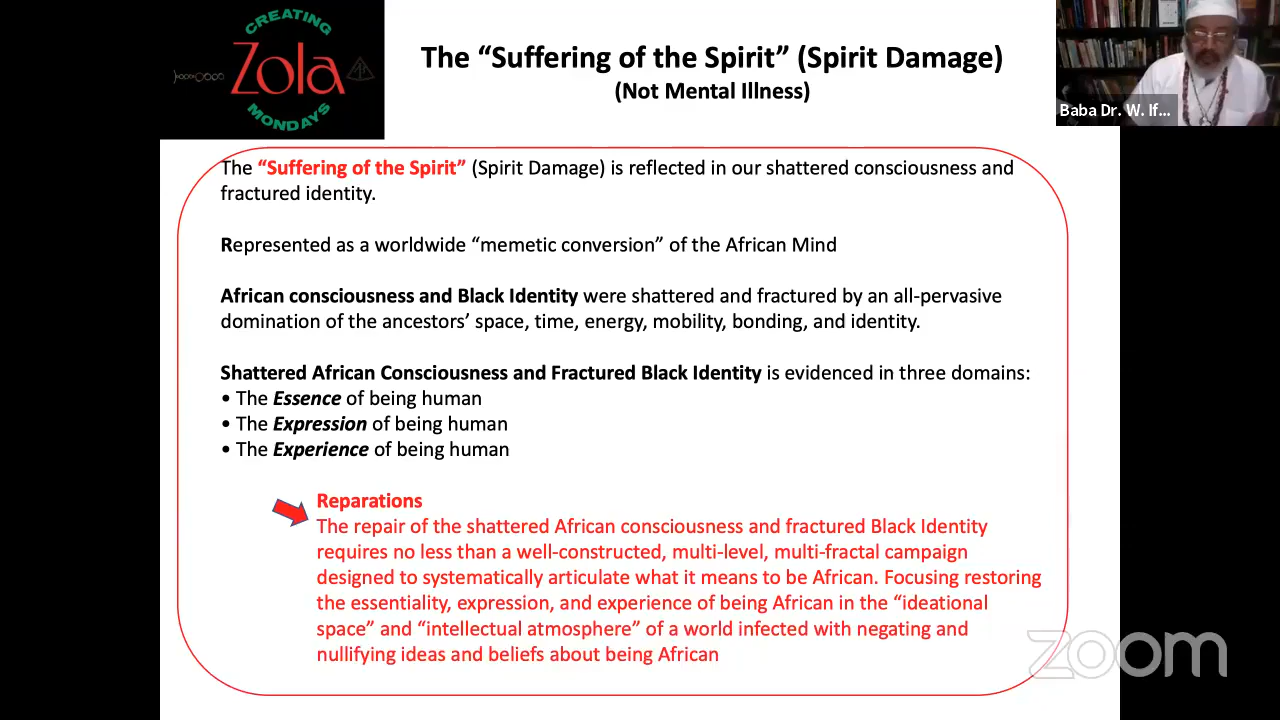 CREATING
Zola
MONDAYS
The “Suffering of the Spirit” (Spirit Damage)
(Not Mental Illness)
Baba Dr. W. If...
The “Suffering of the Spirit” (Spirit Damage) is reflected in our shattered consciousness and
fractured identity.
Represented as a worldwide “memetic conversion” of the African Mind
African consciousness and Black Identity were shattered and fractured by an all-pervasive
domination of the ancestors’ space, time, energy, mobility, bonding, and identity.
Shattered African Consciousness and Fractured Black Identity is evidenced in three domains:
• The Essence of being human
• The Expression of being human
• The Experience of being human
Reparations
The repair of the shattered African consciousness and fractured Black Identity
requires no less than a well-constructed, multi-level, multi-fractal campaign
designed to systematically articulate what it means to be African. Focusing restoring
the essentiality, expression, and experience of being African in the “ideational
space” and “intellectual atmosphere” of a world infected with negating and
nullifying ideas and beliefs about being African
zoom